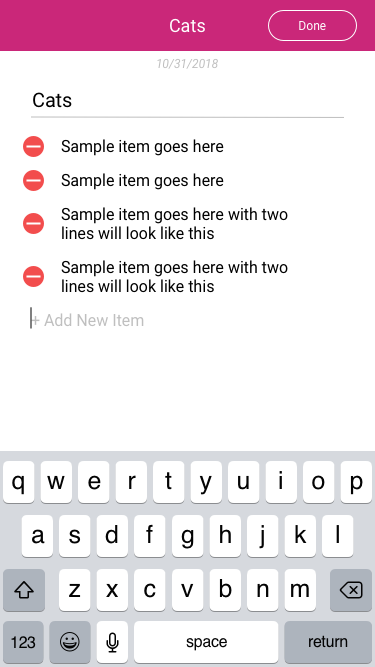 Cats Done
10/31/2018
Cats
Sample item goes here
Sample item goes here
Sample item goes here with two
lines will look like this
Sample item goes here with two
lines will look like this
+ Add New Item
q w e r t y u i o p
a s d f g h j k l
z x c v b n m
123 space return